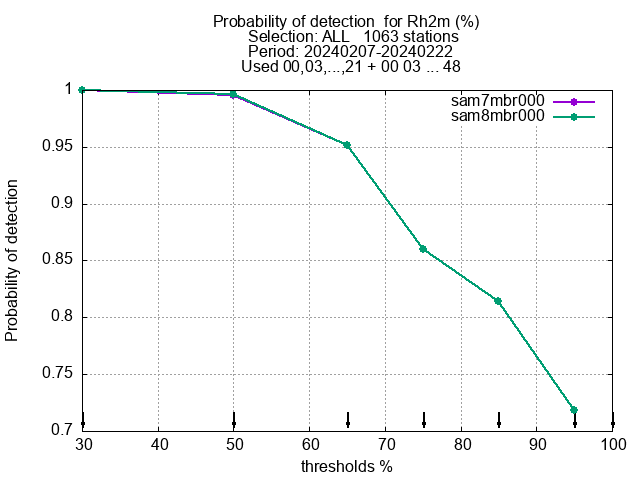 Probability of detection  for Rh2m (%)
Selection: ALL   1063 stations
Period: 20240207-20240222
Used 00,03,...,21 + 00 03 ... 48
sam7mbr000
sam8mbr000
1
0.95
0.9
0.85
0.8
0.75
0.7
Probability of detection
30 40 50 60 70 80 90 100
thresholds %